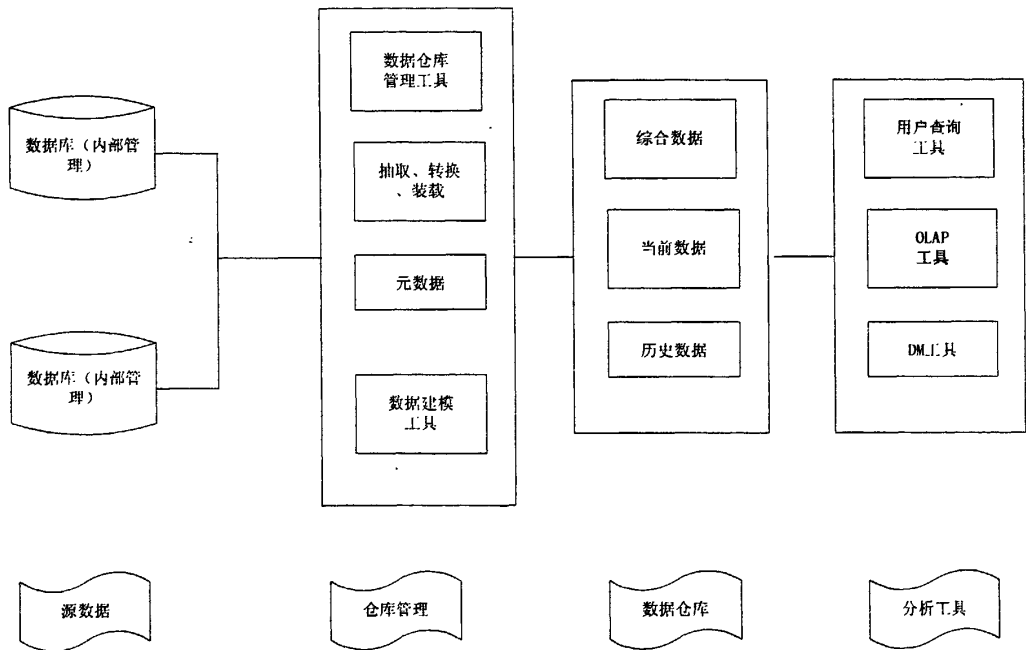 数据库（内部管
理）
数据库（内部管
理）
数据仓库
管理工具
抽取、转换
、装载
元数据
数据建模
工具
综合数据
当前数据
历史数据
用户查询
工具
OLAP
工具
DM工具
源数据
仓库管理
数据仓库
分析工具